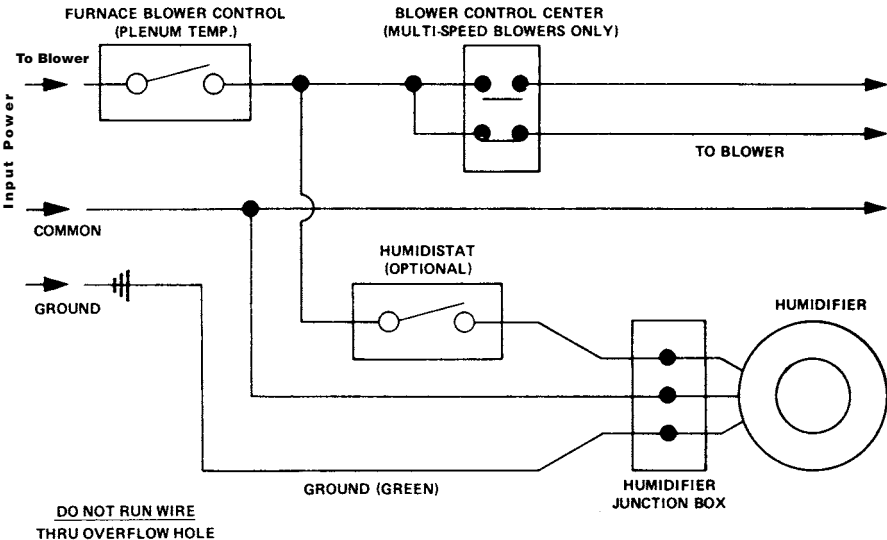 FURNACE BLOWER CONTROL
(PLENUM TEMP.)
BLOWER CONTROL CENTER
(MULTI-SPEED BLOWERS ONLY)
To Blower
Input Power
TO BLOWER
COMMON
HUMIDISTAT
(OPTIONAL)
GROUND
HUMIDIFIER
GROUND (GREEN)
HUMIDIFIER
JUNCTION BOX
DO NOT RUN WIRE
THRU OVERFLOW HOLE